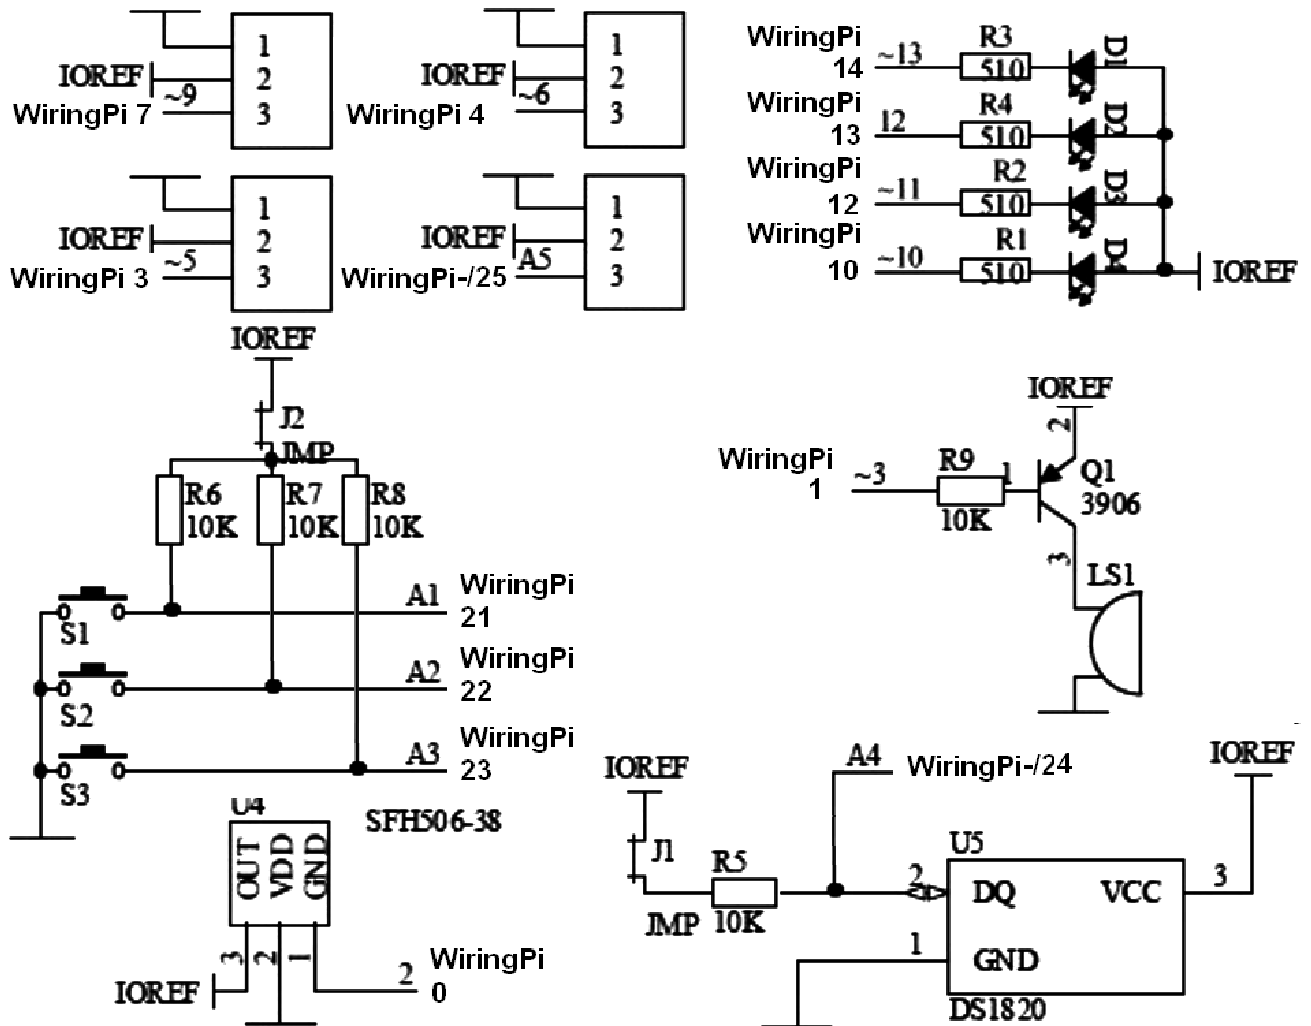 1
IOREF 2
~9
WiringPi 7 3
1
IOREF 2
~6
WiringPi 4 3
1
IOREF 2
~5
WiringPi 3 3
1
IOREF 2
A5
WiringPi-/25 3
WiringPi R3 D1
14 ~13 510
WiringPi R4 D2
13 12 510
WiringPi R2 D3
12 ~11 510
WiringPi R1 D4
10 ~10 510 IOREF
IOREF
J2
JMP
R6 R7 R8
10K 10K 10K
A1 WiringPi
S1 21
A2 WiringPi
S2 22
A3 WiringPi
S3 23
IOREF
2
WiringPi R9 1 Q1
1 ~3 10K 3906
3
LS1
U4 SFH506-38
OUT VDD GND
3 2 1
2 WiringPi
IOREF 0
IOREF A4 WiringPi-/24 IOREF
J1 R5 U5
JMP 10K 2 DQ VCC 3
1 GND
DS1820